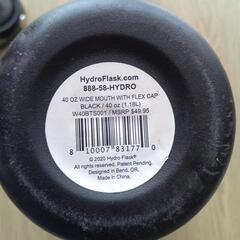 HydroFlask.com
888-58-HYDRO
40 OZ WIDE MOUTH WITH FLEX CAP
BLACK / 40 oz (1.18L)
W40BTS001 / MSRP $49.95
8 10007 83177 0
© 2020 Hydro Flask®
All rights reserved. Patents Pending.
Designed in Bend, OR.
Made in China.